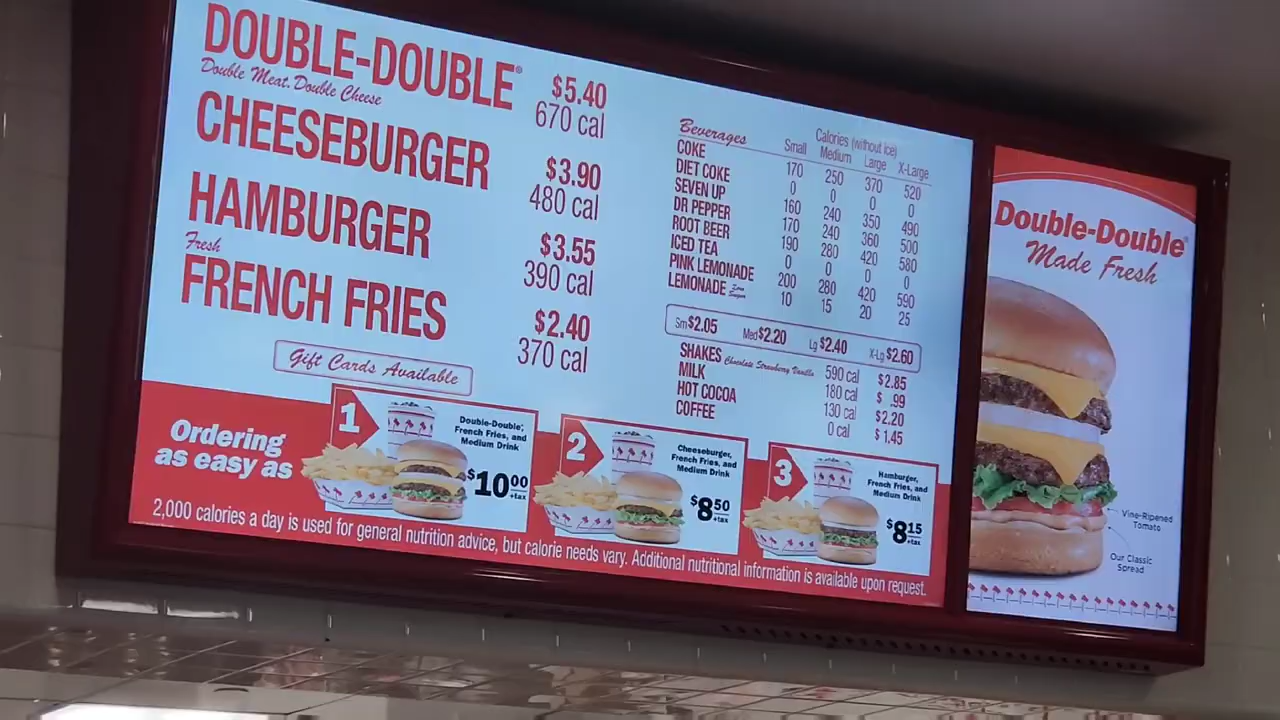 DOUBLE-DOUBLE®
Double Meat. Double Cheese
$5.40
670 cal
CHEESEBURGER
$3.90
480 cal
HAMBURGER
$3.55
390 cal
Fresh
FRENCH FRIES
$2.40
370 cal
Gift Cards Available
Beverages
Calories (without ice)
Small Medium Large X-Large
COKE 170 250 370 520
DIET COKE 0 0 0 0
SEVEN UP 160 240 350 490
DR PEPPER 170 240 360 500
ROOT BEER 190 280 420 580
ICED TEA 0 0 0 0
PINK LEMONADE 200 280 420 590
LEMONADE Zero Sugar 10 15 20 25
Sm $2.05 Med $2.20 Lg $2.40 X-Lg $2.60
SHAKES Chocolate Strawberry Vanilla 590 cal $2.85
MILK 180 cal $ .99
HOT COCOA 130 cal $2.20
COFFEE 0 cal $1.45
Ordering
as easy as
1
Double-Double,®
French Fries, and
Medium Drink
$10 00 +tax
2
Cheeseburger,
French Fries, and
Medium Drink
$8 50 +tax
3
Hamburger,
French Fries, and
Medium Drink
$8 15 +tax
2,000 calories a day is used for general nutrition advice, but calorie needs vary. Additional nutritional information is available upon request.
Double-Double®
Made Fresh
Vine-Ripened
Tomato
Our Classic
Spread